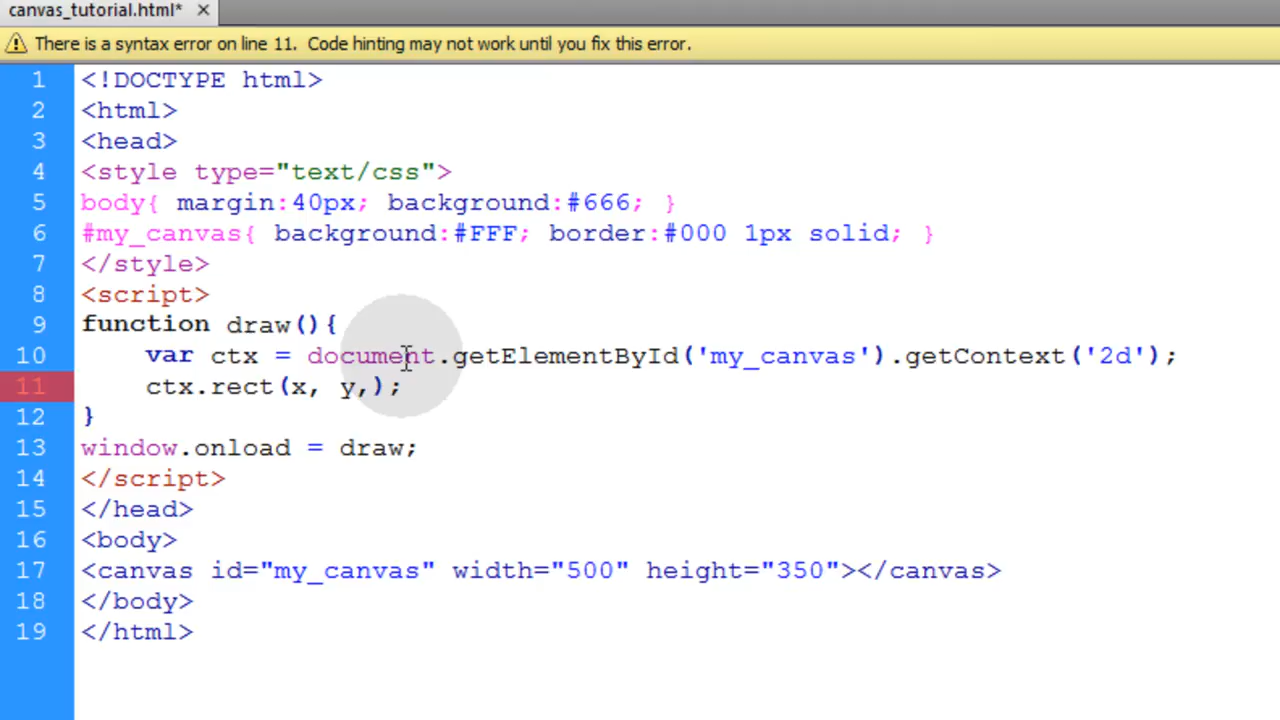 canvas_tutorial.html* ×
There is a syntax error on line 11. Code hinting may not work until you fix this error.
1 <!DOCTYPE html>
2 <html>
3 <head>
4 <style type="text/css">
5 body{ margin:40px; background:#666; }
6 #my_canvas{ background:#FFF; border:#000 1px solid; }
7 </style>
8 <script>
9 function draw(){
10 var ctx = document.getElementById('my_canvas').getContext('2d');
11 ctx.rect(x, y,);
12 }
13 window.onload = draw;
14 </script>
15 </head>
16 <body>
17 <canvas id="my_canvas" width="500" height="350"></canvas>
18 </body>
19 </html>